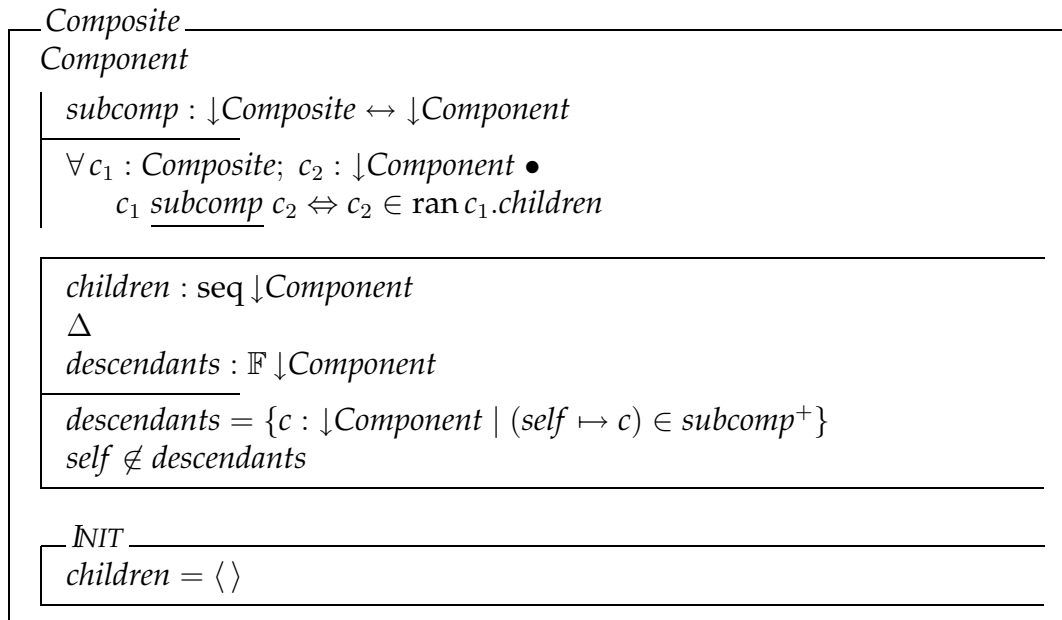 Composite
Component
subcomp : ↓Composite ↔ ↓Component
∀ c₁ : Composite; c₂ : ↓Component •
c₁ subcomp c₂ ⇔ c₂ ∈ ran c₁.children
children : seq ↓Component
Δ
descendants : 𝔽 ↓Component
descendants = {c : ↓Component | (self ↦ c) ∈ subcomp⁺}
self ∉ descendants
INIT
children = ⟨ ⟩